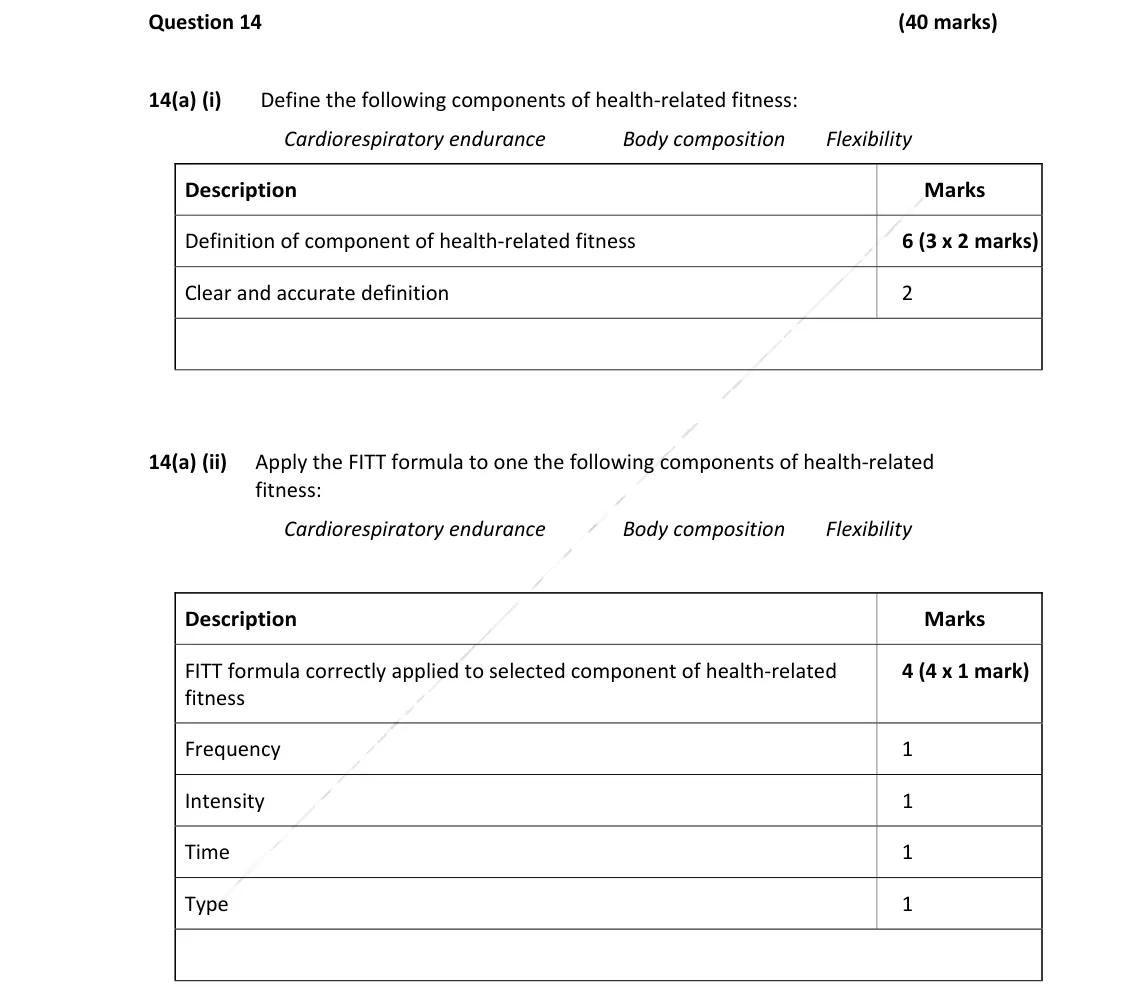 Question 14 (40 marks)
14(a) (i) Define the following components of health-related fitness:
Cardiorespiratory endurance Body composition Flexibility
Description Marks
Definition of component of health-related fitness 6 (3 x 2 marks)
Clear and accurate definition 2
14(a) (ii) Apply the FITT formula to one the following components of health-related
fitness:
Cardiorespiratory endurance Body composition Flexibility
Description Marks
FITT formula correctly applied to selected component of health-related 4 (4 x 1 mark)
fitness
Frequency 1
Intensity 1
Time 1
Type 1